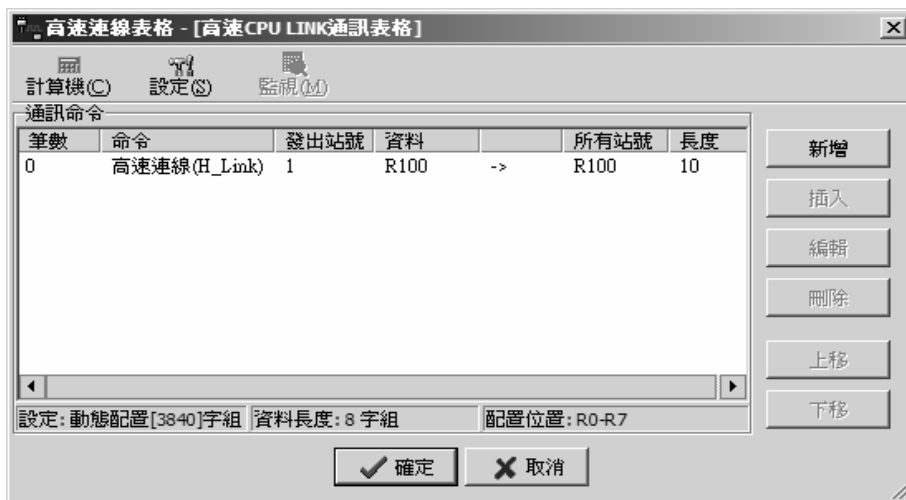 高速連線表格 - [高速CPU LINK通訊表格]
計算機(C) 設定(S) 監視(M)
通訊命令
筆數 命令 發出站號 資料 所有站號 長度
0 高速連線(H_Link) 1 R100 -> R100 10
新增
插入
編輯
刪除
上移
下移
設定:動態配置[3840]字組 資料長度:8 字組 配置位置:R0-R7
確定 取消